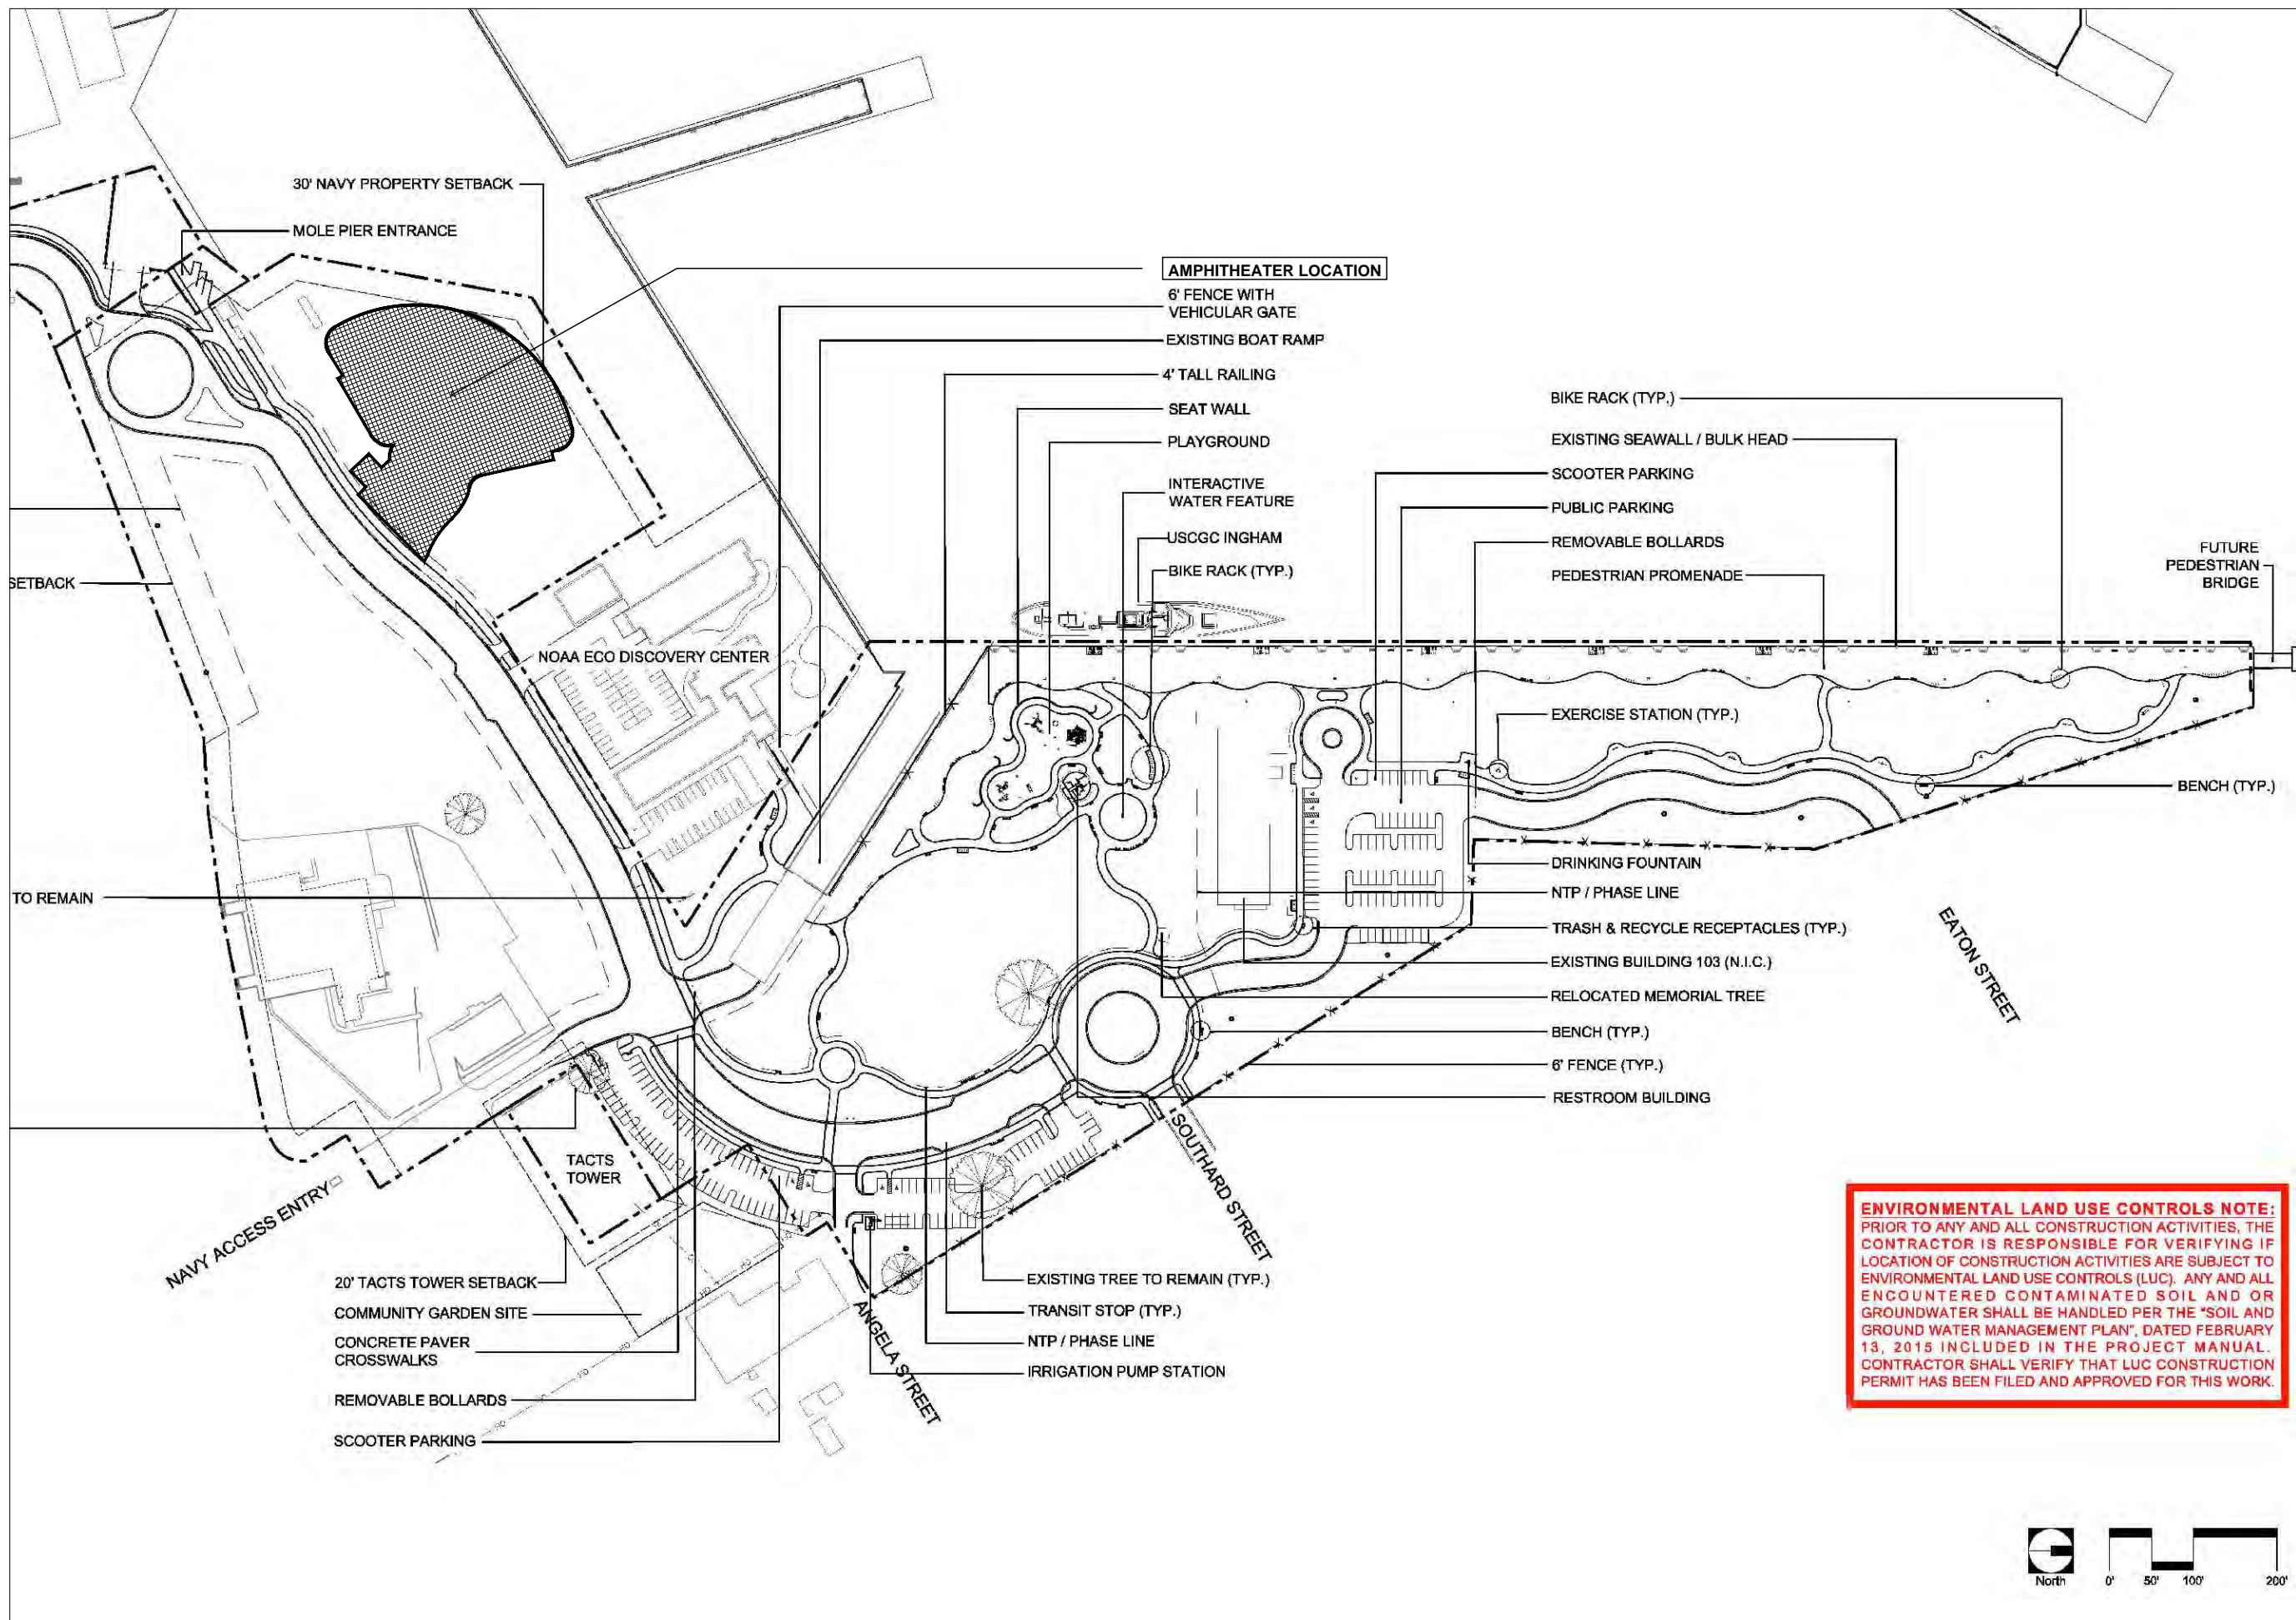 30' NAVY PROPERTY SETBACK
MOLE PIER ENTRANCE
AMPHITHEATER LOCATION
6' FENCE WITH
VEHICULAR GATE
EXISTING BOAT RAMP
4' TALL RAILING
SEAT WALL
PLAYGROUND
INTERACTIVE
WATER FEATURE
USCGC INGHAM
BIKE RACK (TYP.)
BIKE RACK (TYP.)
EXISTING SEAWALL / BULK HEAD
SCOOTER PARKING
PUBLIC PARKING
REMOVABLE BOLLARDS
PEDESTRIAN PROMENADE
FUTURE
PEDESTRIAN
BRIDGE
SETBACK
NOAA ECO DISCOVERY CENTER
EXERCISE STATION (TYP.)
BENCH (TYP.)
TO REMAIN
DRINKING FOUNTAIN
NTP / PHASE LINE
TRASH & RECYCLE RECEPTACLES (TYP.)
EXISTING BUILDING 103 (N.I.C.)
RELOCATED MEMORIAL TREE
BENCH (TYP.)
6' FENCE (TYP.)
RESTROOM BUILDING
EATON STREET
SOUTHARD STREET
TACTS
TOWER
NAVY ACCESS ENTRY
20' TACTS TOWER SETBACK
COMMUNITY GARDEN SITE
CONCRETE PAVER
CROSSWALKS
REMOVABLE BOLLARDS
SCOOTER PARKING
ANGELA STREET
EXISTING TREE TO REMAIN (TYP.)
TRANSIT STOP (TYP.)
NTP / PHASE LINE
IRRIGATION PUMP STATION
ENVIRONMENTAL LAND USE CONTROLS NOTE:
PRIOR TO ANY AND ALL CONSTRUCTION ACTIVITIES, THE
CONTRACTOR IS RESPONSIBLE FOR VERIFYING IF
LOCATION OF CONSTRUCTION ACTIVITIES ARE SUBJECT TO
ENVIRONMENTAL LAND USE CONTROLS (LUC). ANY AND ALL
ENCOUNTERED CONTAMINATED SOIL AND OR
GROUNDWATER SHALL BE HANDLED PER THE "SOIL AND
GROUND WATER MANAGEMENT PLAN", DATED FEBRUARY
13, 2015 INCLUDED IN THE PROJECT MANUAL.
CONTRACTOR SHALL VERIFY THAT LUC CONSTRUCTION
PERMIT HAS BEEN FILED AND APPROVED FOR THIS WORK.
North
0' 50' 100' 200'